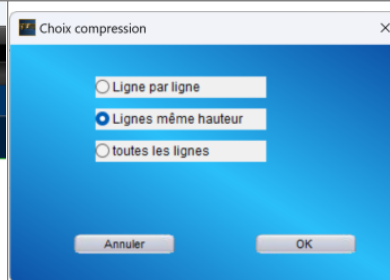 Choix compression
Ligne par ligne
Lignes même hauteur
toutes les lignes
Annuler
OK